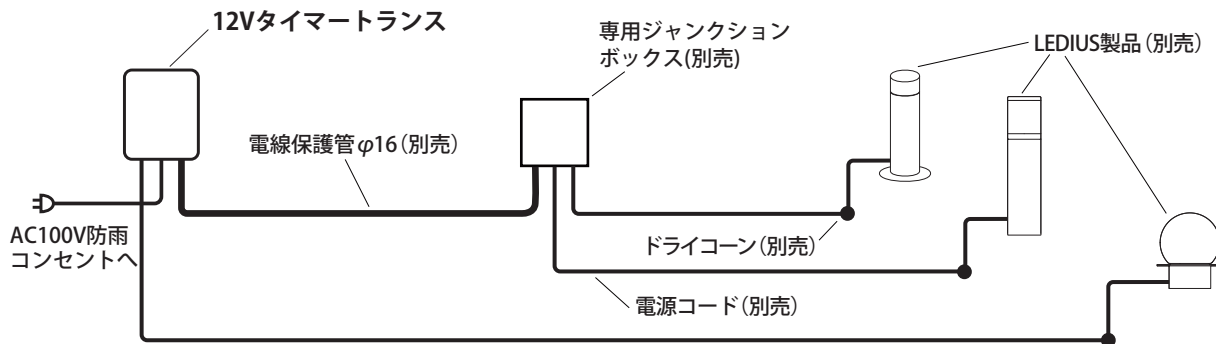 12Vタイマートランス
専用ジャンクション
ボックス(別売)
LEDIUS製品(別売)
電線保護管φ16(別売)
AC100V防雨
コンセントへ
ドライコーン(別売)
電源コード(別売)